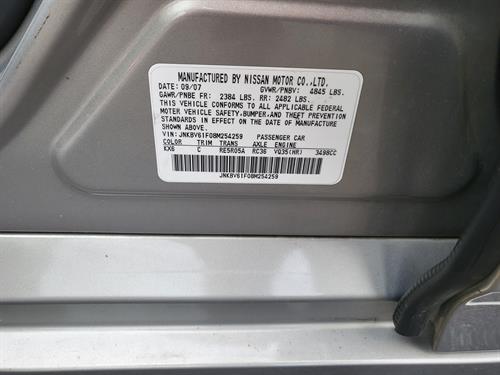 MANUFACTURED BY NISSAN MOTOR CO.,LTD.
DATE: 09/07 GVWR/PNBV: 4845 LBS.
GAWR/PNBE FR: 2384 LBS. RR: 2482 LBS.
THIS VEHICLE CONFORMS TO ALL APPLICABLE FEDERAL
MOTOR VEHICLE SAFETY,BUMPER, AND THEFT PREVENTION
STANDARDS IN EFFECT ON THE DATE OF MANUFACTURE
SHOWN ABOVE.
VIN: JNKBV61F08M254259 PASSENGER CAR
COLOR TRIM TRANS AXLE ENGINE
KX6 C RE5R05A RC36 VQ35(HR) 3498CC
JNKBV61F08M254259